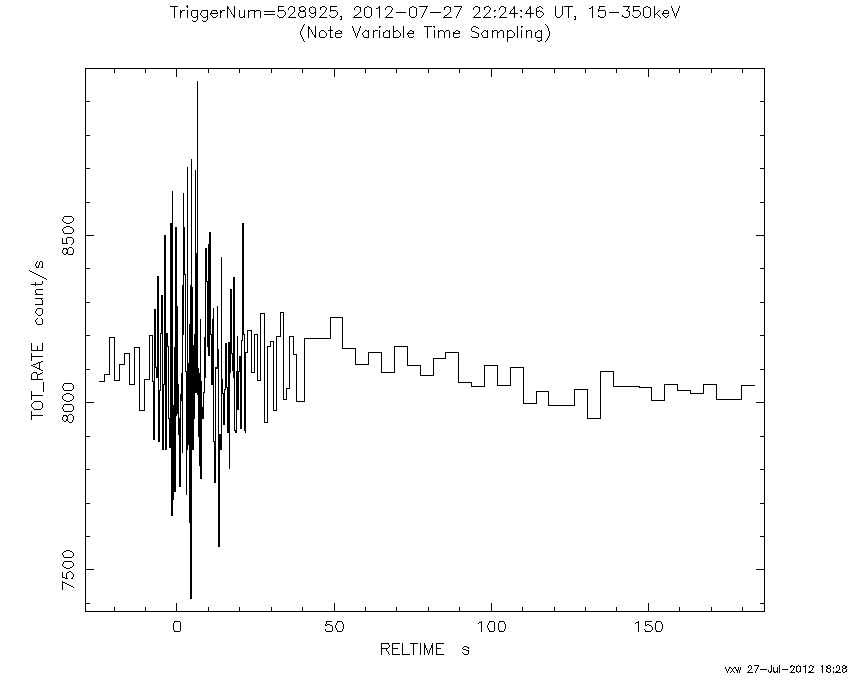 TriggerNum=528925, 2012-07-27 22:24:46 UT, 15-350keV
(Note Variable Time Sampling)
TOT_RATE count/s
8500
8000
7500
0 50 100 150
RELTIME s
vxw 27-Jul-2012 18:28